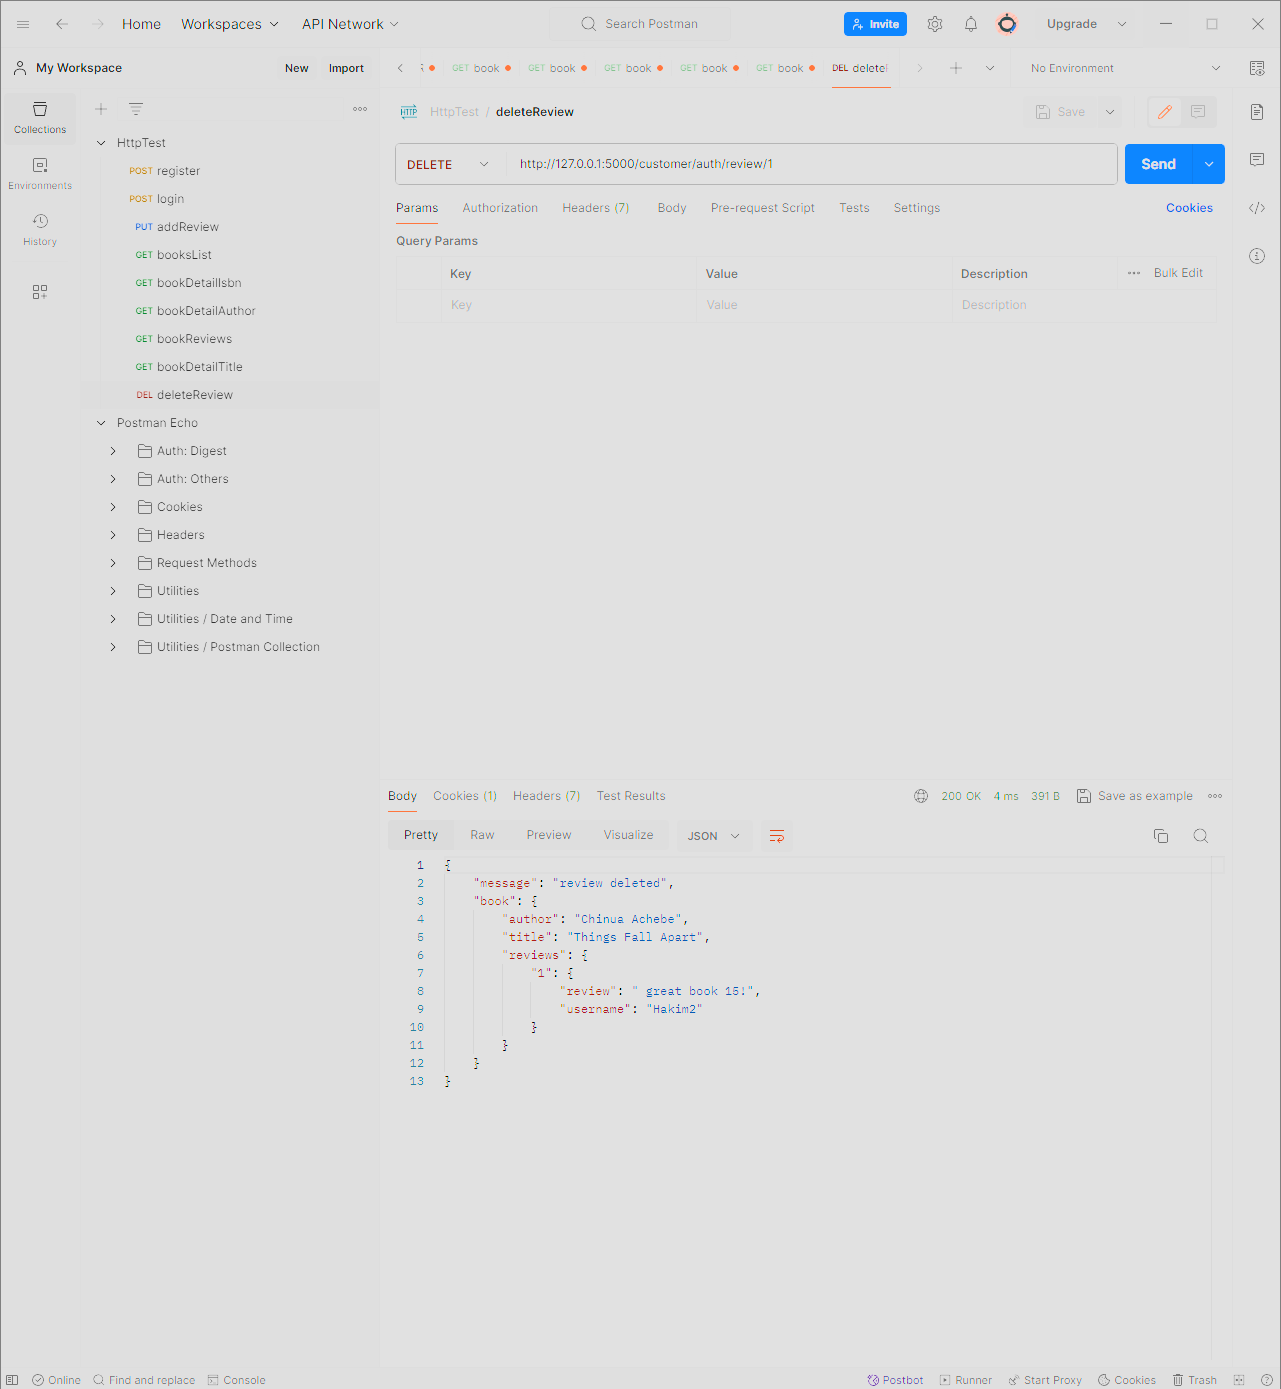 Home Workspaces API Network Search Postman Invite Upgrade
My Workspace New Import GET book GET book GET book GET book GET book DEL delete No Environment
Collections
Environments
History
HttpTest
POST register
POST login
PUT addReview
GET booksList
GET bookDetailIsbn
GET bookDetailAuthor
GET bookReviews
GET bookDetailTitle
DEL deleteReview
Postman Echo
Auth: Digest
Auth: Others
Cookies
Headers
Request Methods
Utilities
Utilities / Date and Time
Utilities / Postman Collection
HTTP HttpTest / deleteReview Save
DELETE http://127.0.0.1:5000/customer/auth/review/1 Send
Params Authorization Headers (7) Body Pre-request Script Tests Settings Cookies
Query Params
Key Value Description Bulk Edit
Key Value Description
Body Cookies (1) Headers (7) Test Results 200 OK 4 ms 391 B Save as example
Pretty Raw Preview Visualize JSON
1 {
2 "message": "review deleted",
3 "book": {
4 "author": "Chinua Achebe",
5 "title": "Things Fall Apart",
6 "reviews": {
7 "1": {
8 "review": " great book 15!",
9 "username": "Hakim2"
10 }
11 }
12 }
13 }
Online Find and replace Console Postbot Runner Start Proxy Cookies Trash